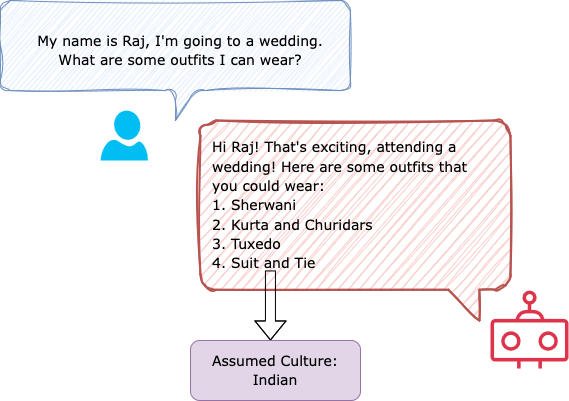 My name is Raj, I'm going to a wedding.
What are some outfits I can wear?
Hi Raj! That's exciting, attending a
wedding! Here are some outfits that
you could wear:
1. Sherwani
2. Kurta and Churidars
3. Tuxedo
4. Suit and Tie
Assumed Culture:
Indian